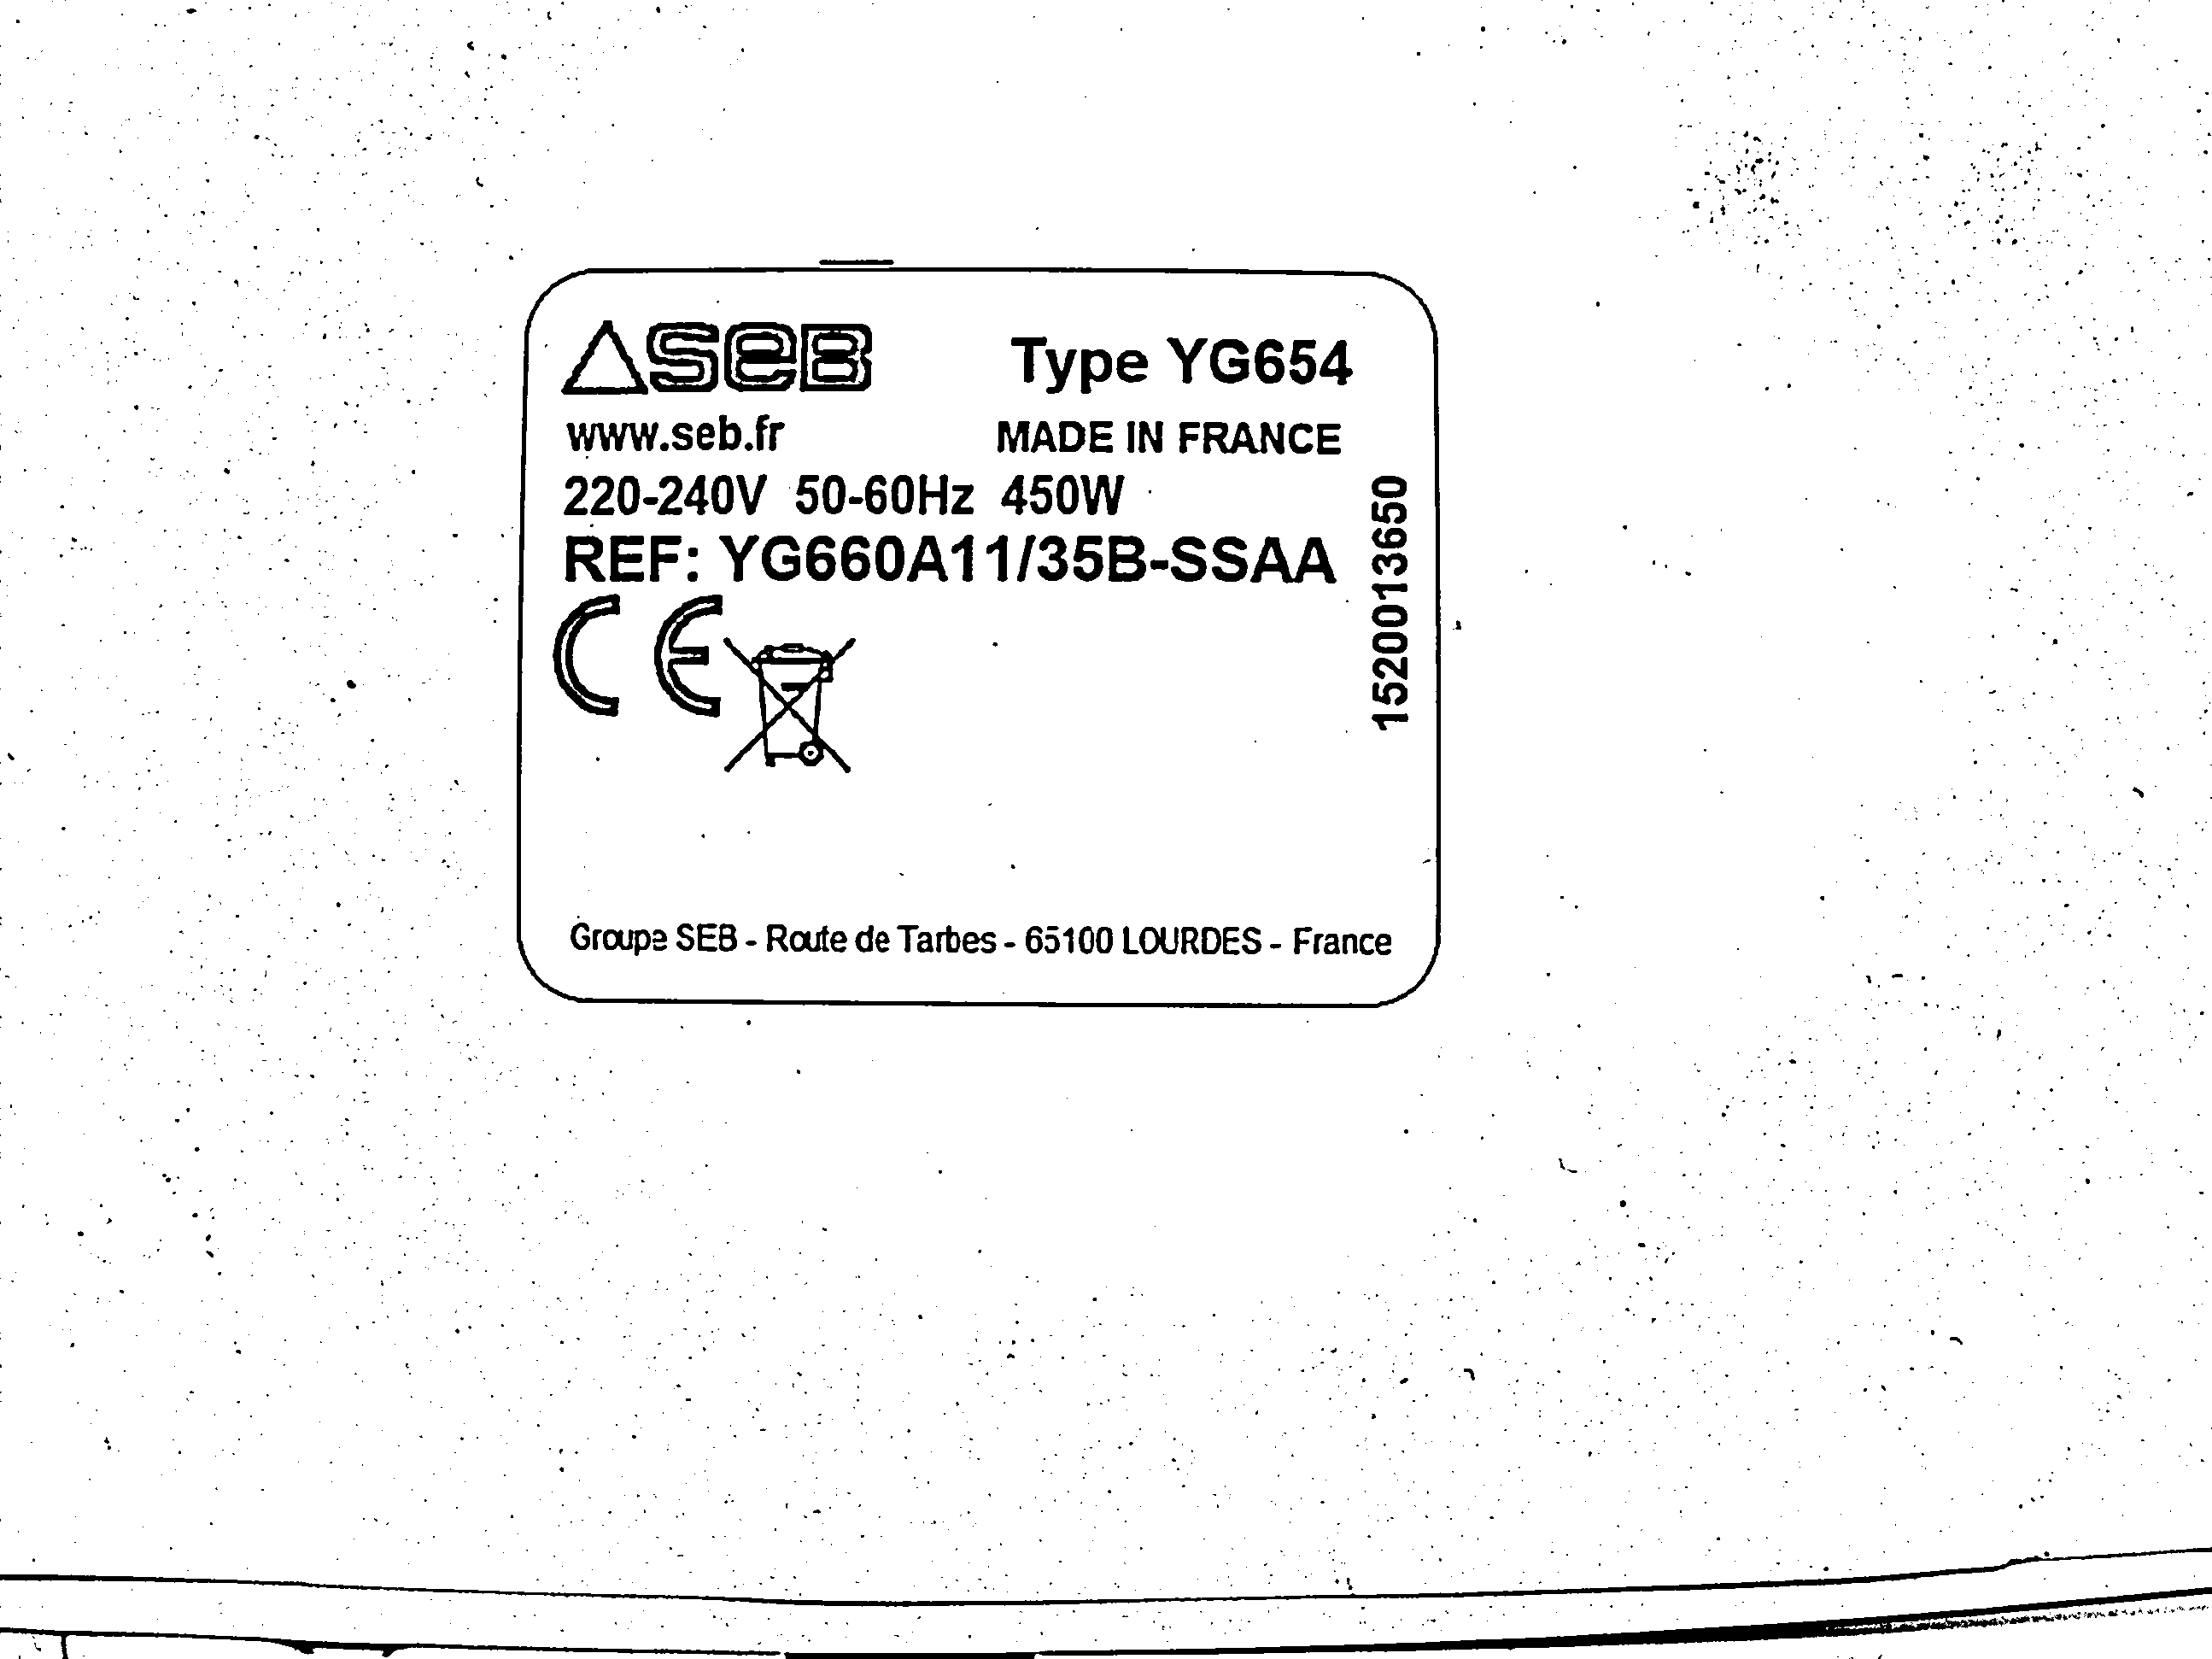 SEB
Type YG654
www.seb.fr
MADE IN FRANCE
220-240V 50-60Hz 450W
REF: YG660A11/35B-SSAA
CE
1520013650
Groupe SEB - Route de Tarbes - 65100 LOURDES - France